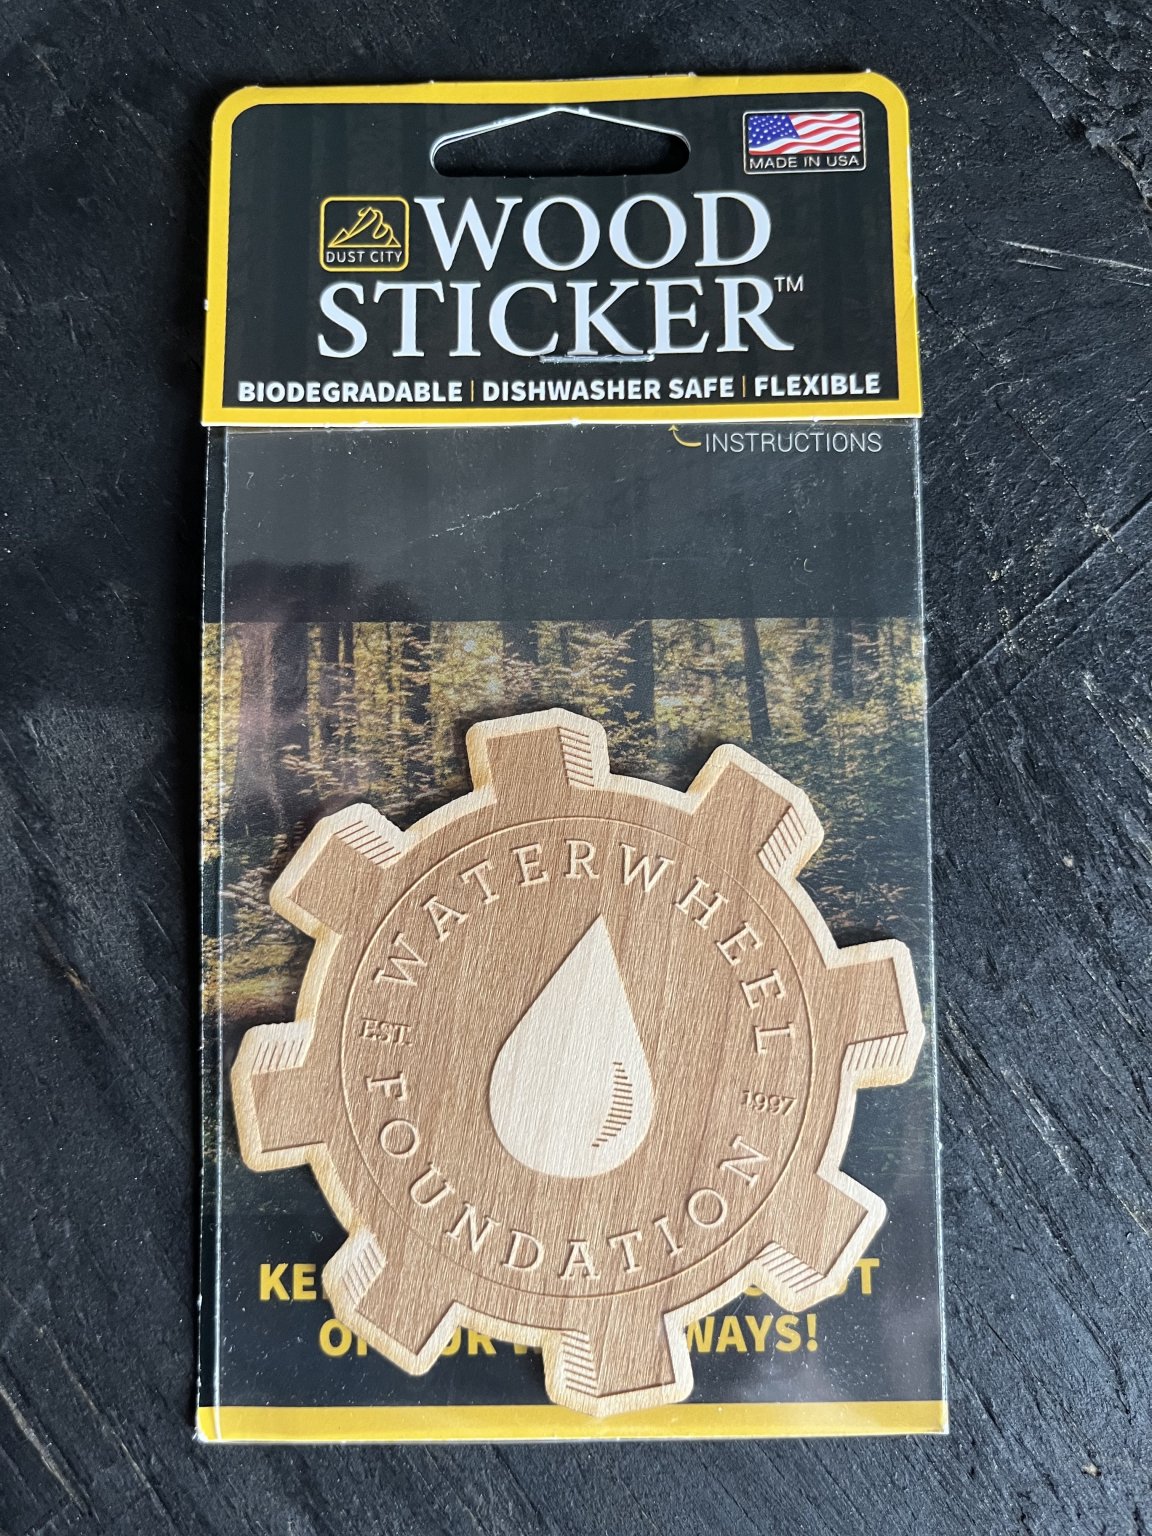 MADE IN USA
DUST CITY
WOOD
STICKER™
BIODEGRADABLE | DISHWASHER SAFE | FLEXIBLE
INSTRUCTIONS
WATERWHEEL
EST. 1997
FOUNDATION